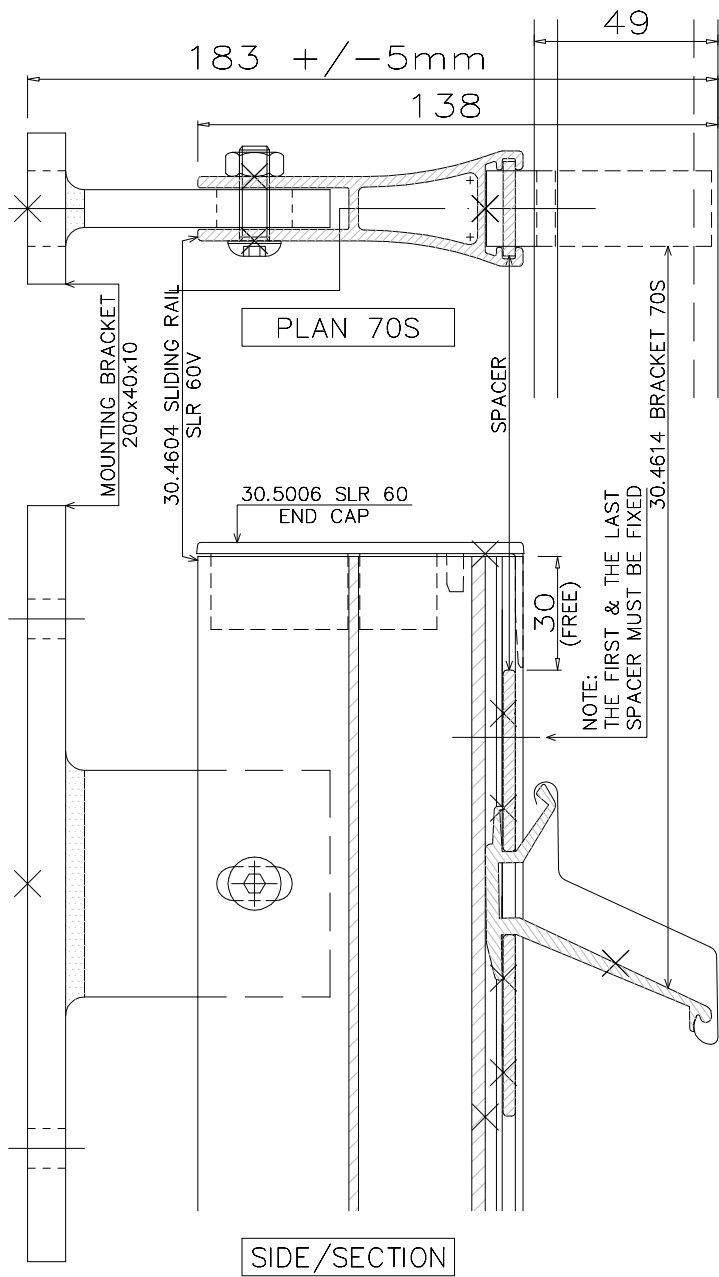 49
183 +/-5mm
138
PLAN 70S
MOUNTING BRACKET
200x40x10
30.4604 SLIDING RAIL
SLR 60V
SPACER
30.4614 BRACKET 70S
30.5006 SLR 60
END CAP
30
(FREE)
NOTE:
THE FIRST & THE LAST
SPACER MUST BE FIXED
SIDE/SECTION